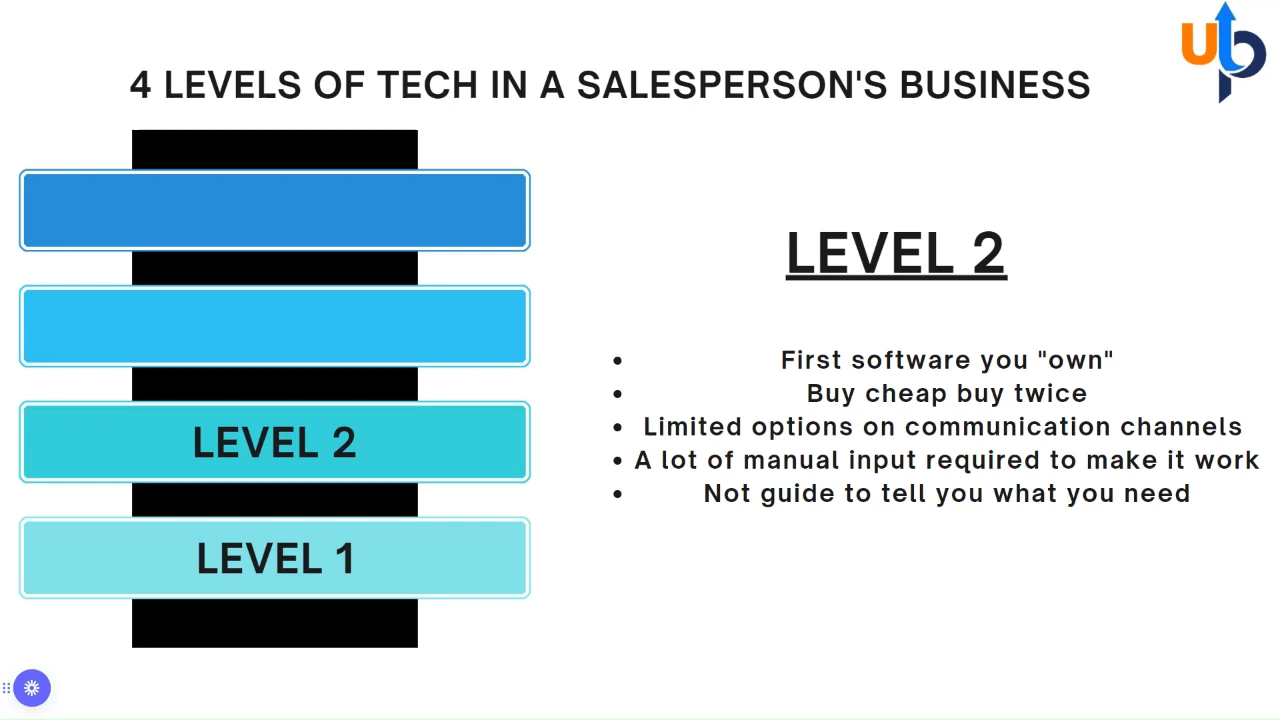 4 LEVELS OF TECH IN A SALESPERSON'S BUSINESS
LEVEL 2
LEVEL 1
LEVEL 2
First software you "own"
Buy cheap buy twice
Limited options on communication channels
A lot of manual input required to make it work
Not guide to tell you what you need